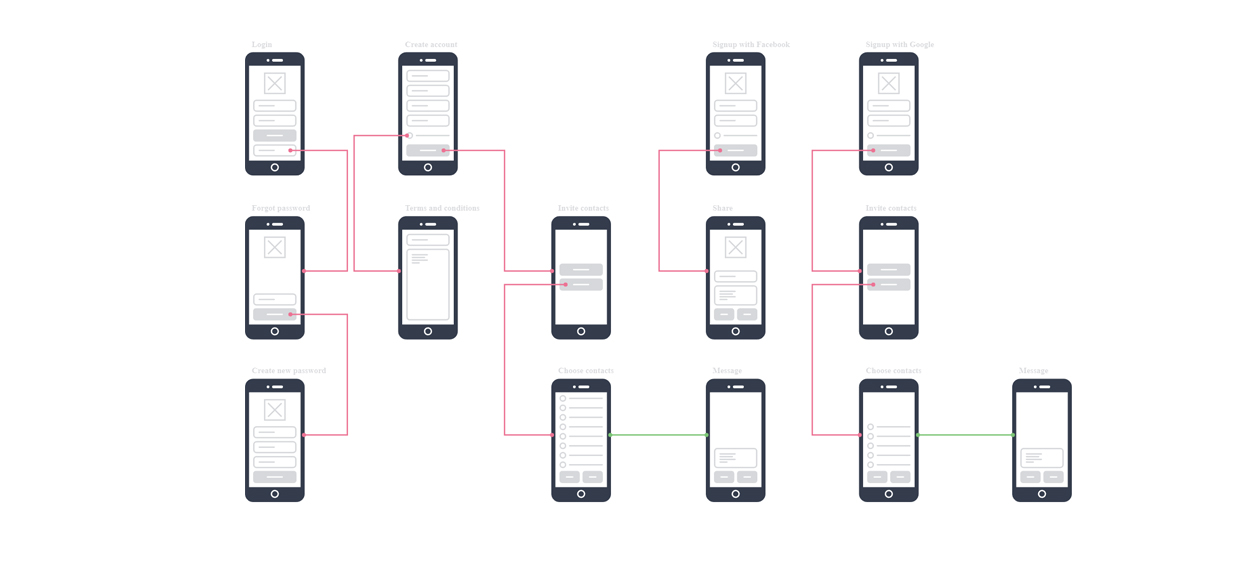 Login
Create account
Signup with Facebook
Signup with Google
Forgot password
Terms and conditions
Invite contacts
Share
Invite contacts
Create new password
Choose contacts
Message
Choose contacts
Message